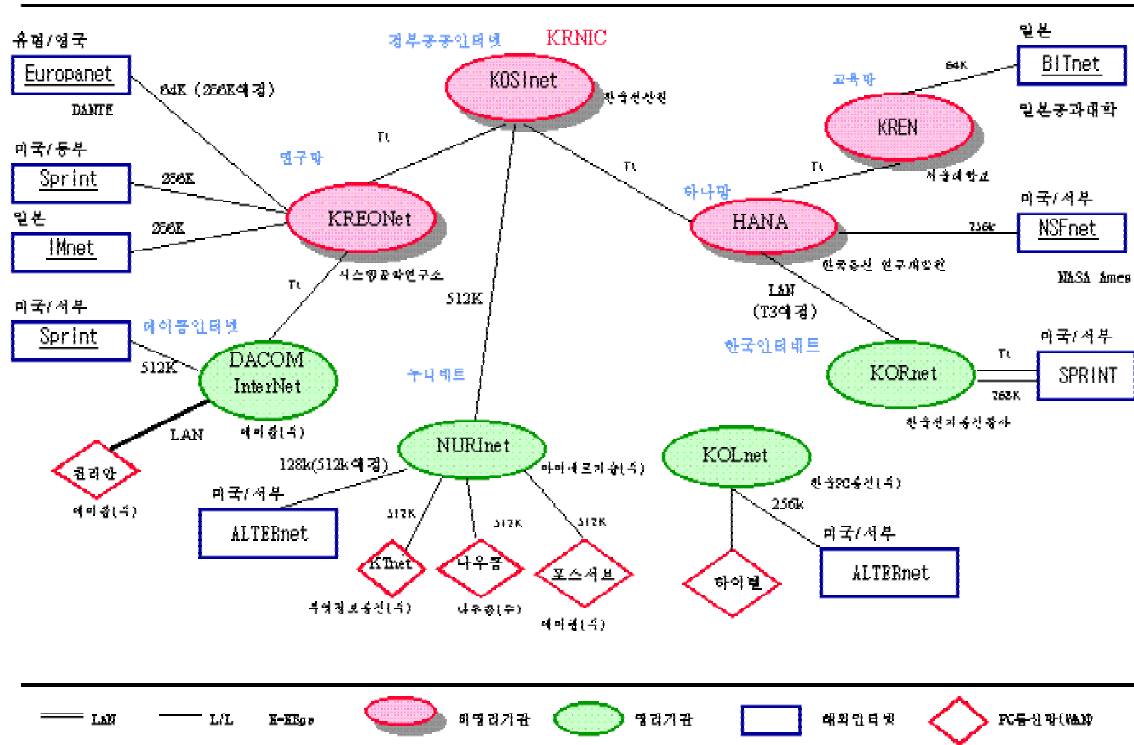 유럽/영국
Europanet
DANTE
64K (256K예정)
정부공공인터넷
KRNIC
KOSInet
한국전산원
일본
BITnet
일본공과대학
64K
교육망
KREN
서울대학교
미국/동부
Sprint
256K
연구망
T1
T1
T1
KREONet
시스템공학연구소
일본
IMnet
256K
하나망
HANA
한국통신 연구개발원
256k
미국/서부
NSFnet
NASA Ames
T1
512K
LAN
(T3예정)
미국/서부
Sprint
512K
데이콤인터넷
DACOM
InterNet
데이콤(주)
LAN
천리안
데이콤(주)
한국인터네트
KORnet
한국전기통신공사
T1
768K
미국/서부
SPRINT
누리네트
NURInet
아이네트기술(주)
128k(512k예정)
미국/서부
ALTERnet
512K
512K
512K
KTnet
나우콤
나우콤(주)
포스서브
KOLnet
한국PC통신(주)
256k
하이텔
미국/서부
ALTERnet
LAN
L/L
K-KBps
비영리기관
영리기관
해외인터넷
PC통신망(VAN)